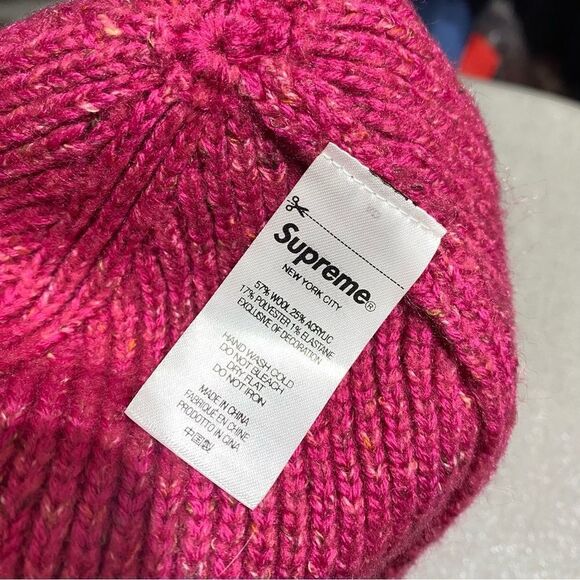 Supreme®
NEW YORK CITY
57% WOOL 25% ACRYLIC
17% POLYESTER 1% ELASTANE
EXCLUSIVE OF DECORATION
HAND WASH COLD
DO NOT BLEACH
DRY FLAT
DO NOT IRON
MADE IN CHINA
FABRIQUÉ EN CHINE
PRODOTTO IN CINA
中国製